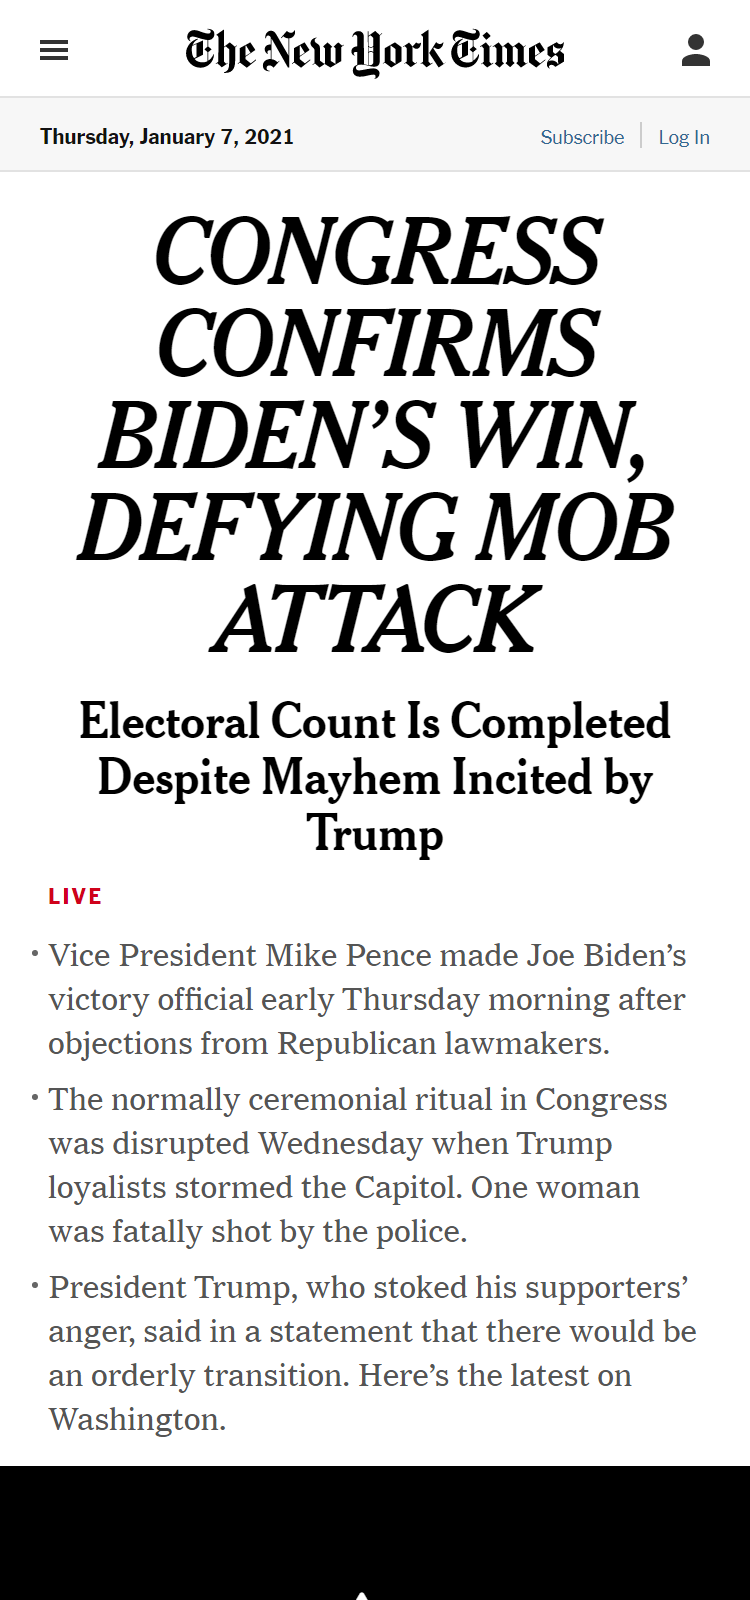 The New York Times
Thursday, January 7, 2021
Subscribe
Log In
CONGRESS
CONFIRMS
BIDEN’S WIN,
DEFYING MOB
ATTACK
Electoral Count Is Completed
Despite Mayhem Incited by
Trump
LIVE
• Vice President Mike Pence made Joe Biden’s
victory official early Thursday morning after
objections from Republican lawmakers.
• The normally ceremonial ritual in Congress
was disrupted Wednesday when Trump
loyalists stormed the Capitol. One woman
was fatally shot by the police.
• President Trump, who stoked his supporters’
anger, said in a statement that there would be
an orderly transition. Here’s the latest on
Washington.